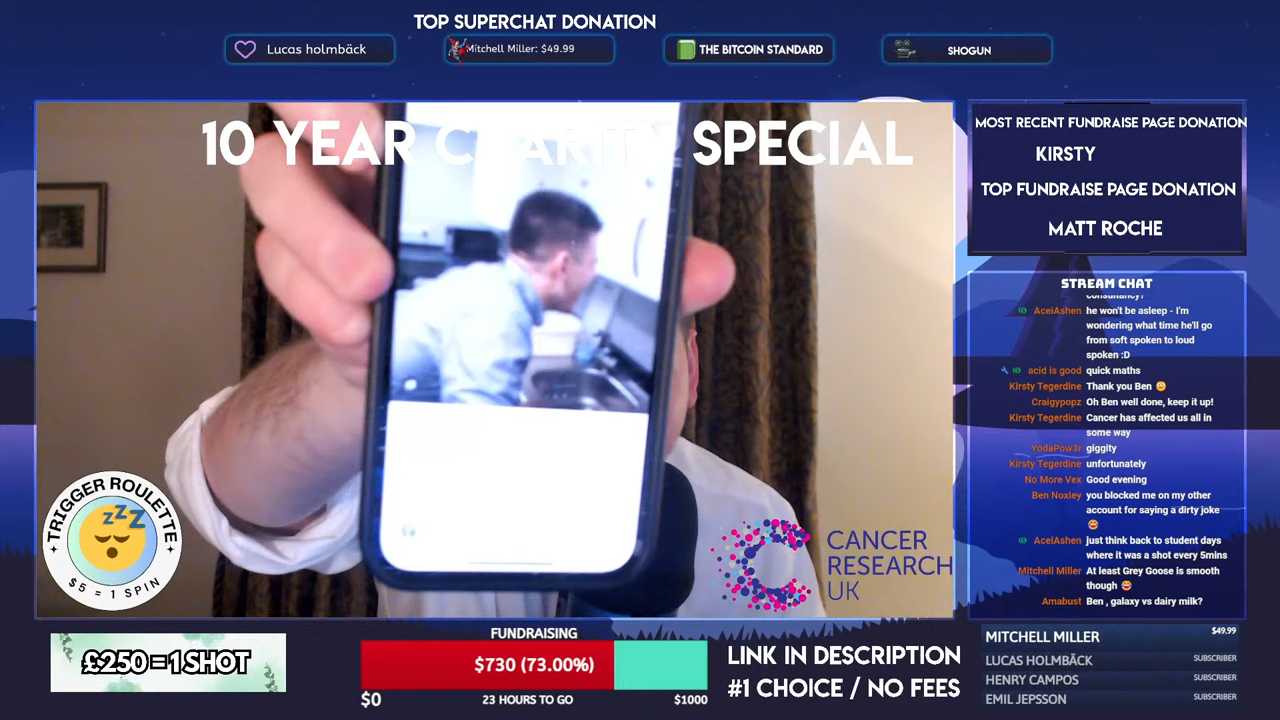 TOP SUPERCHAT DONATION
Lucas holmbäck
Mitchell Miller: $49.99
THE BITCOIN STANDARD
SHOGUN
10 YEAR CHARITY SPECIAL
MOST RECENT FUNDRAISE PAGE DONATION
KIRSTY
TOP FUNDRAISE PAGE DONATION
MATT ROCHE
STREAM CHAT
consultancy?
AceiAshen he won't be asleep - I'm
wondering what time he'll go
from soft spoken to loud
spoken :D
acid is good quick maths
Kirsty Tegerdine Thank you Ben
Craigypopz Oh Ben well done, keep it up!
Kirsty Tegerdine Cancer has affected us all in
some way
YodaPow3r giggity
Kirsty Tegerdine unfortunately
No More Vex Good evening
Ben Noxley you blocked me on my other
account for saying a dirty joke
AceiAshen just think back to student days
where it was a shot every 5mins
Mitchell Miller At least Grey Goose is smooth
though
Amabust Ben , galaxy vs dairy milk?
TRIGGER ROULETTE
zzz
$5 = 1 SPIN
CANCER
RESEARCH
UK
£250 = 1 SHOT
FUNDRAISING
$730 (73.00%)
$0
23 HOURS TO GO
$1000
LINK IN DESCRIPTION
#1 CHOICE / NO FEES
MITCHELL MILLER $49.99
LUCAS HOLMBÄCK SUBSCRIBER
HENRY CAMPOS SUBSCRIBER
EMIL JEPSSON SUBSCRIBER